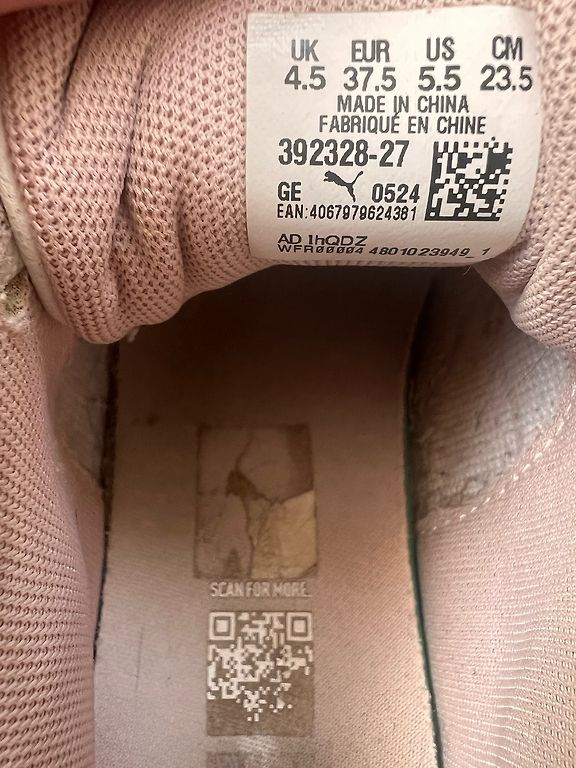 UK EUR US CM
4.5 37.5 5.5 23.5
MADE IN CHINA
FABRIQUÉ EN CHINE
392328-27
GE 0524
EAN:4067979624381
AD 1hQDZ
WFR00004 4801023949_1
SCAN FOR MORE